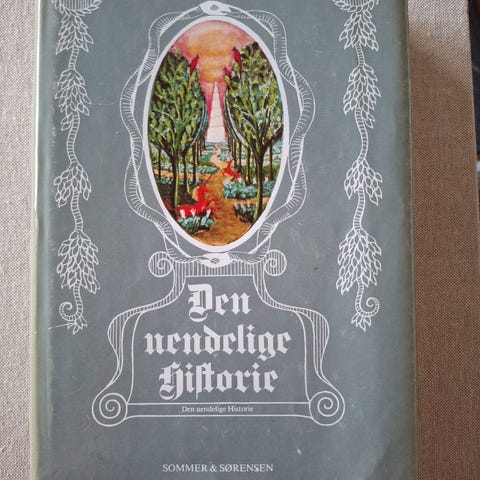 Den
uendelige
Historie
Den uendelige Historie
SOMMER & SØRENSEN